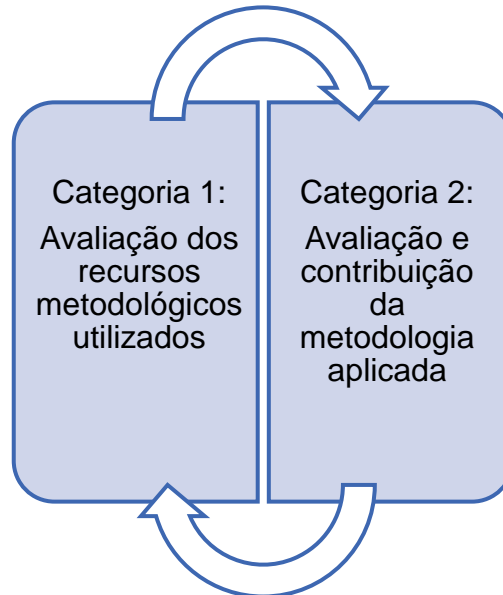 Categoria 1:
Avaliação dos
recursos
metodológicos
utilizados
Categoria 2:
Avaliação e
contribuição
da
metodologia
aplicada